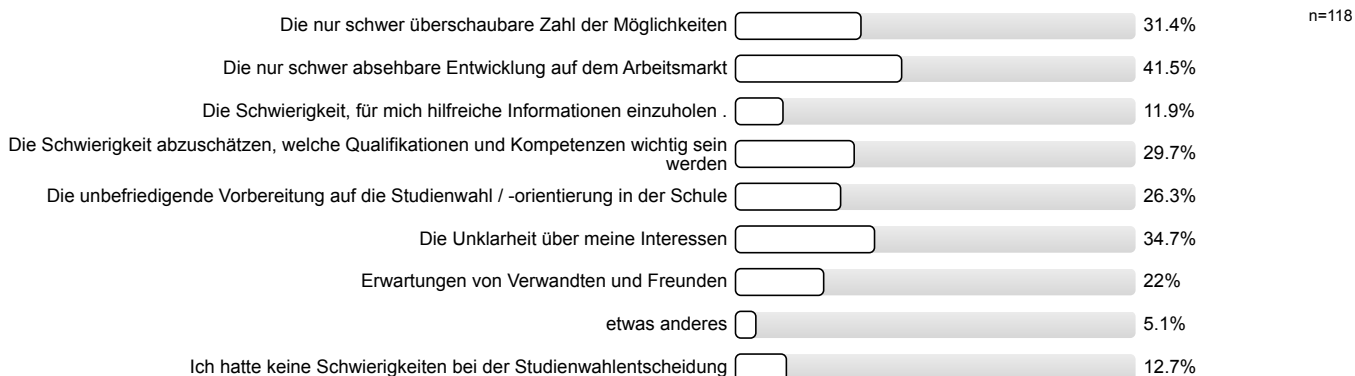 Die nur schwer überschaubare Zahl der Möglichkeiten 31.4% n=118
Die nur schwer absehbare Entwicklung auf dem Arbeitsmarkt 41.5%
Die Schwierigkeit, für mich hilfreiche Informationen einzuholen . 11.9%
Die Schwierigkeit abzuschätzen, welche Qualifikationen und Kompetenzen wichtig sein
werden 29.7%
Die unbefriedigende Vorbereitung auf die Studienwahl / -orientierung in der Schule 26.3%
Die Unklarheit über meine Interessen 34.7%
Erwartungen von Verwandten und Freunden 22%
etwas anderes 5.1%
Ich hatte keine Schwierigkeiten bei der Studienwahlentscheidung 12.7%